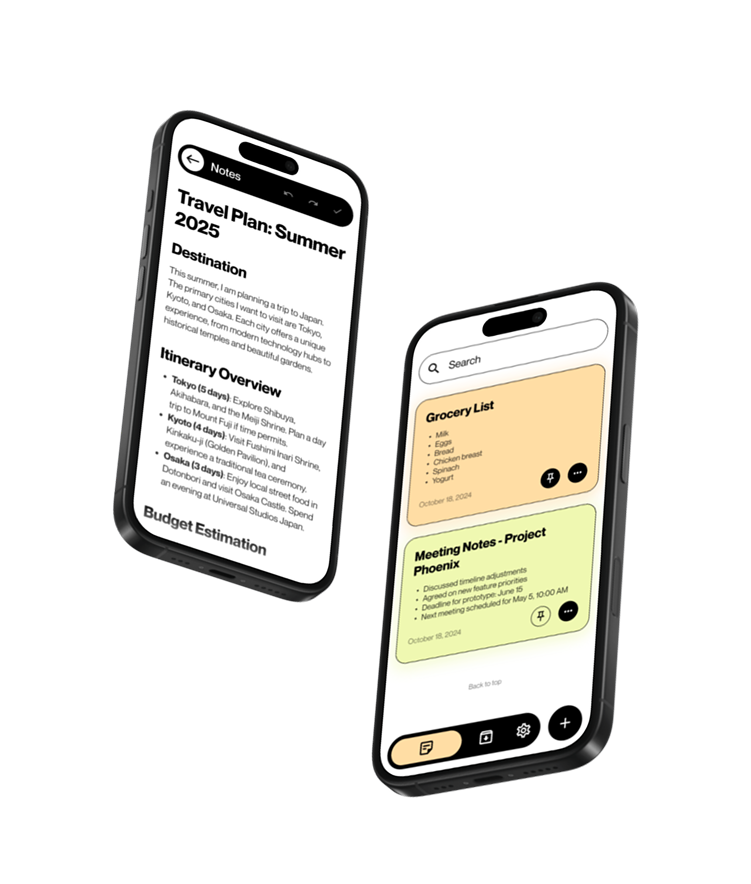 Notes
Travel Plan: Summer
2025
Destination
This summer, I am planning a trip to Japan.
The primary cities I want to visit are Tokyo,
Kyoto, and Osaka. Each city offers a unique
experience, from modern technology hubs to
historical temples and beautiful gardens.
Itinerary Overview
• Tokyo (5 days): Explore Shibuya,
Akihabara, and the Meiji Shrine. Plan a day
trip to Mount Fuji if time permits.
• Kyoto (4 days): Visit Fushimi Inari Shrine,
Kinkaku-ji (Golden Pavilion), and
experience a traditional tea ceremony.
• Osaka (3 days): Enjoy local street food in
Dotonbori and visit Osaka Castle. Spend
an evening at Universal Studios Japan.
Budget Estimation
Search
Grocery List
• Milk
• Eggs
• Bread
• Chicken breast
• Spinach
• Yogurt
October 18, 2024
Meeting Notes - Project
Phoenix
• Discussed timeline adjustments
• Agreed on new feature priorities
• Deadline for prototype: June 15
• Next meeting scheduled for May 5, 10:00 AM
October 18, 2024
Back to top